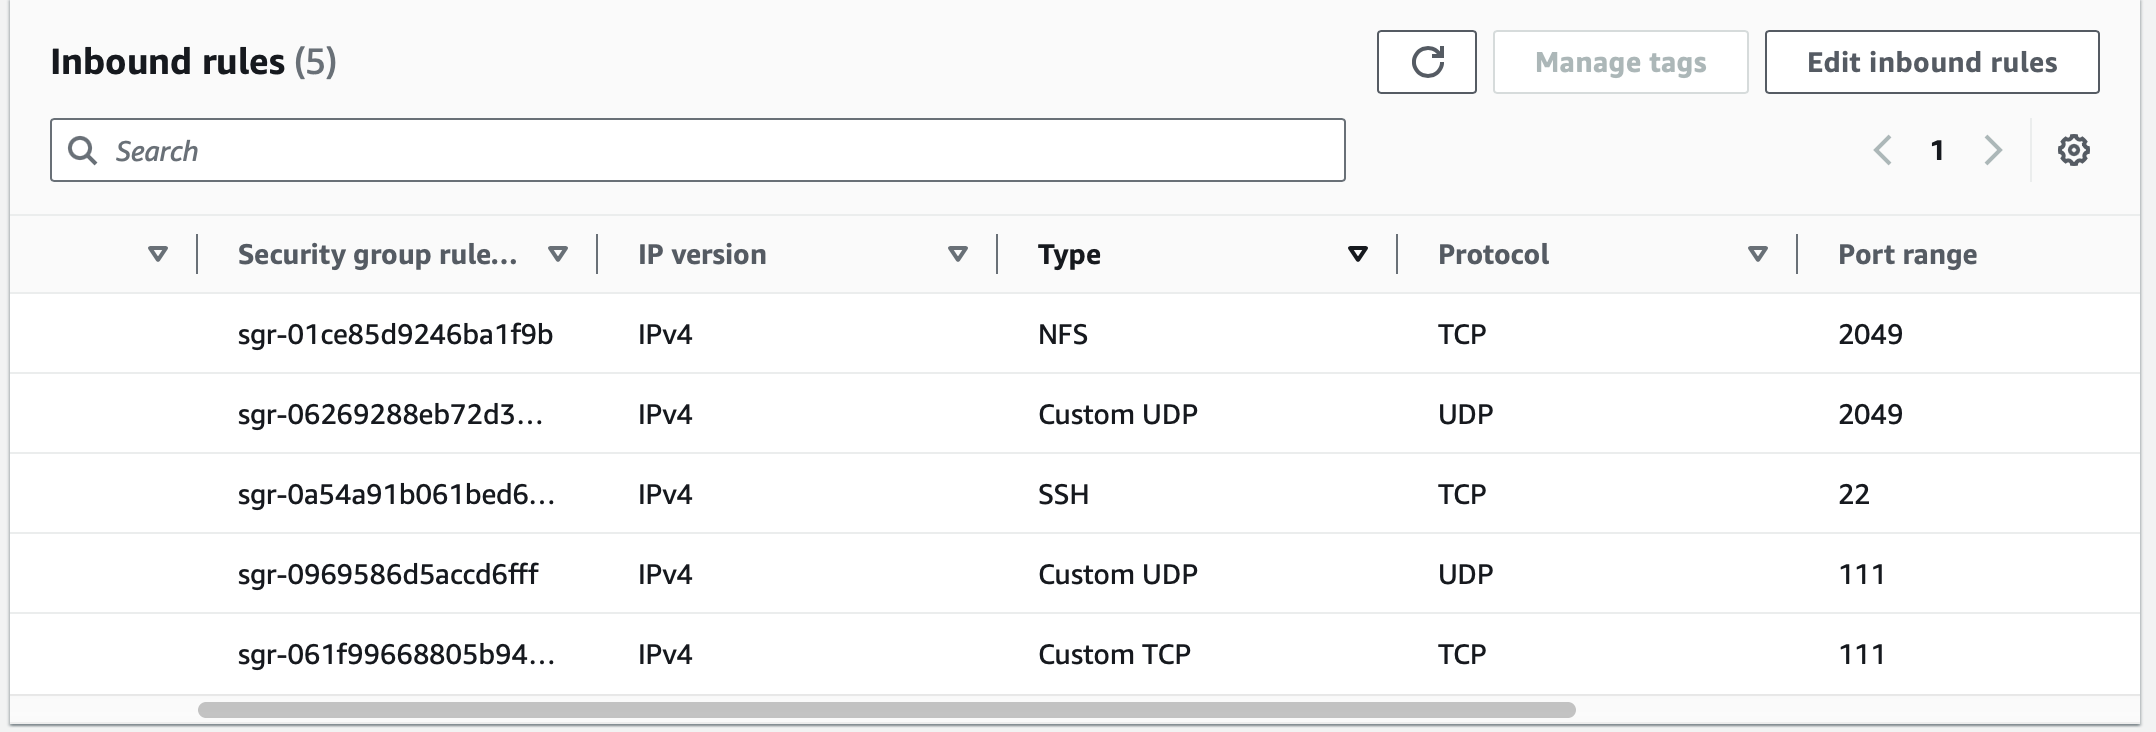 Inbound rules (5)
Manage tags
Edit inbound rules
Search
1
Security group rule... IP version Type Protocol Port range
sgr-01ce85d9246ba1f9b IPv4 NFS TCP 2049
sgr-06269288eb72d3... IPv4 Custom UDP UDP 2049
sgr-0a54a91b061bed6... IPv4 SSH TCP 22
sgr-0969586d5accd6fff IPv4 Custom UDP UDP 111
sgr-061f99668805b94... IPv4 Custom TCP TCP 111